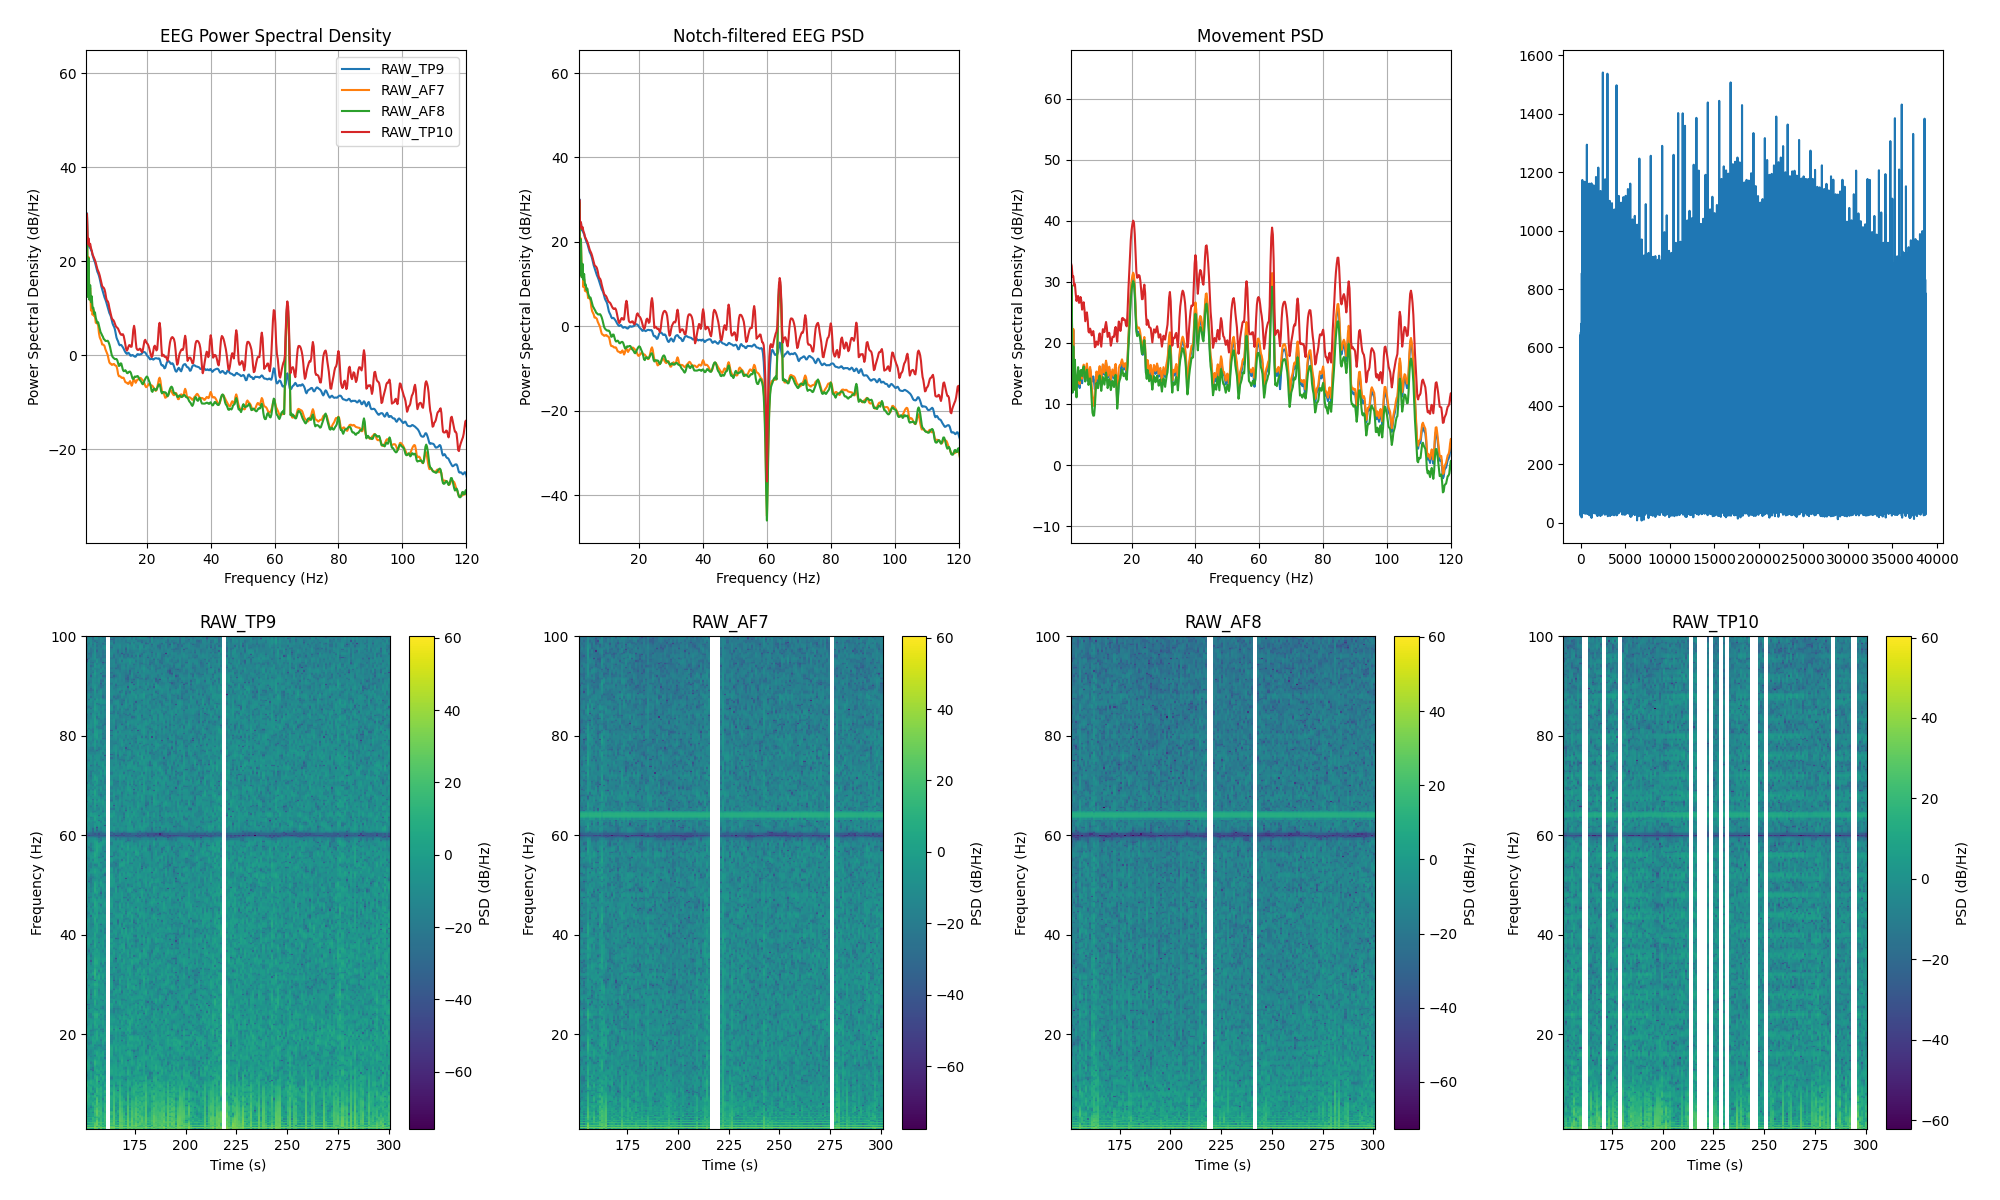 EEG Power Spectral Density
Power Spectral Density (dB/Hz)
60
40
20
0
−20
RAW_TP9
RAW_AF7
RAW_AF8
RAW_TP10
20 40 60 80 100 120
Frequency (Hz)
Notch-filtered EEG PSD
Power Spectral Density (dB/Hz)
60
40
20
0
−20
−40
20 40 60 80 100 120
Frequency (Hz)
Movement PSD
Power Spectral Density (dB/Hz)
60
50
40
30
20
10
0
−10
20 40 60 80 100 120
Frequency (Hz)
1600
1400
1200
1000
800
600
400
200
0
0 5000 10000 15000 20000 25000 30000 35000 40000
RAW_TP9
Frequency (Hz)
100
80
60
40
20
175 200 225 250 275 300
Time (s)
60
40
20
0
−20
−40
−60
PSD (dB/Hz)
RAW_AF7
Frequency (Hz)
100
80
60
40
20
175 200 225 250 275 300
Time (s)
60
40
20
0
−20
−40
−60
PSD (dB/Hz)
RAW_AF8
Frequency (Hz)
100
80
60
40
20
175 200 225 250 275 300
Time (s)
60
40
20
0
−20
−40
−60
PSD (dB/Hz)
RAW_TP10
Frequency (Hz)
100
80
60
40
20
175 200 225 250 275 300
Time (s)
60
40
20
0
−20
−40
−60
PSD (dB/Hz)